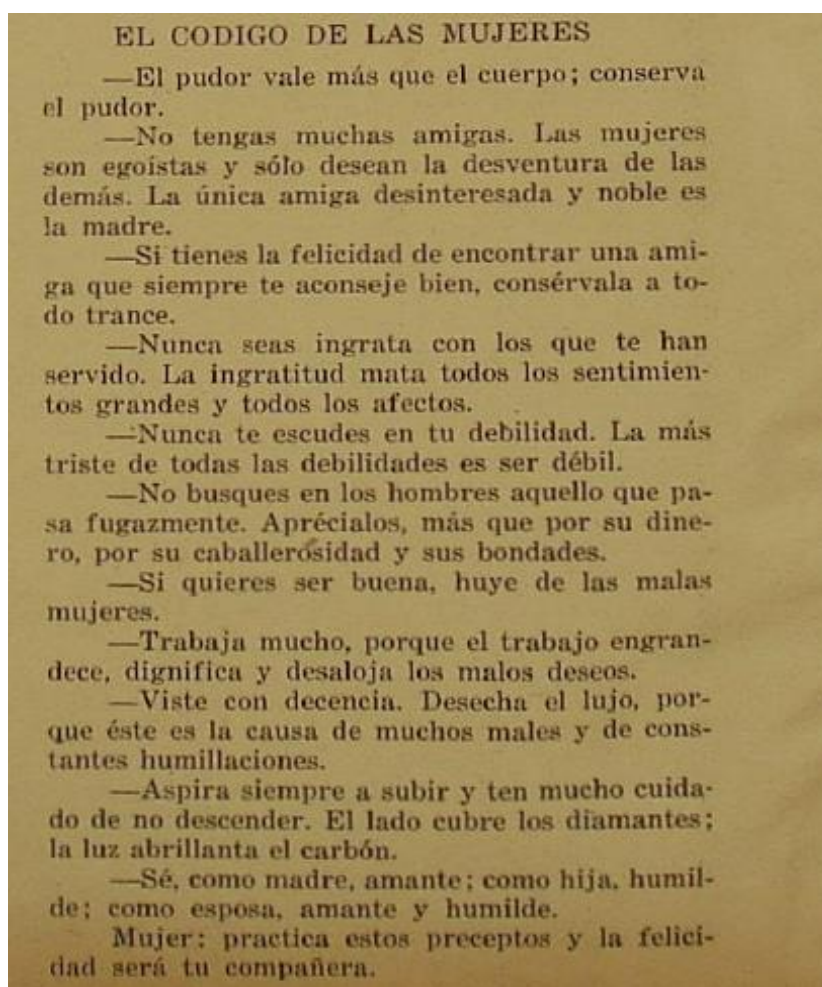 EL CODIGO DE LAS MUJERES
—El pudor vale más que el cuerpo; conserva
el pudor.
—No tengas muchas amigas. Las mujeres
son egoístas y sólo desean la desventura de las
demás. La única amiga desinteresada y noble es
la madre.
—Si tienes la felicidad de encontrar una ami-
ga que siempre te aconseje bien, consérvala a to-
do trance.
—Nunca seas ingrata con los que te han
servido. La ingratitud mata todos los sentimien-
tos grandes y todos los afectos.
—Nunca te escudes en tu debilidad. La más
triste de todas las debilidades es ser débil.
—No busques en los hombres aquello que pa-
sa fugazmente. Aprécialos, más que por su dine-
ro, por su caballerosidad y sus bondades.
—Si quieres ser buena, huye de las malas
mujeres.
—Trabaja mucho, porque el trabajo engran-
dece, dignifica y desaloja los malos deseos.
—Viste con decencia. Desecha el lujo, por-
que éste es la causa de muchos males y de cons-
tantes humillaciones.
—Aspira siempre a subir y ten mucho cuida-
do de no descender. El lado cubre los diamantes;
la luz abrillanta el carbón.
—Sé, como madre, amante; como hija, humil-
de; como esposa, amante y humilde.
Mujer: practica estos preceptos y la felici-
dad será tu compañera.